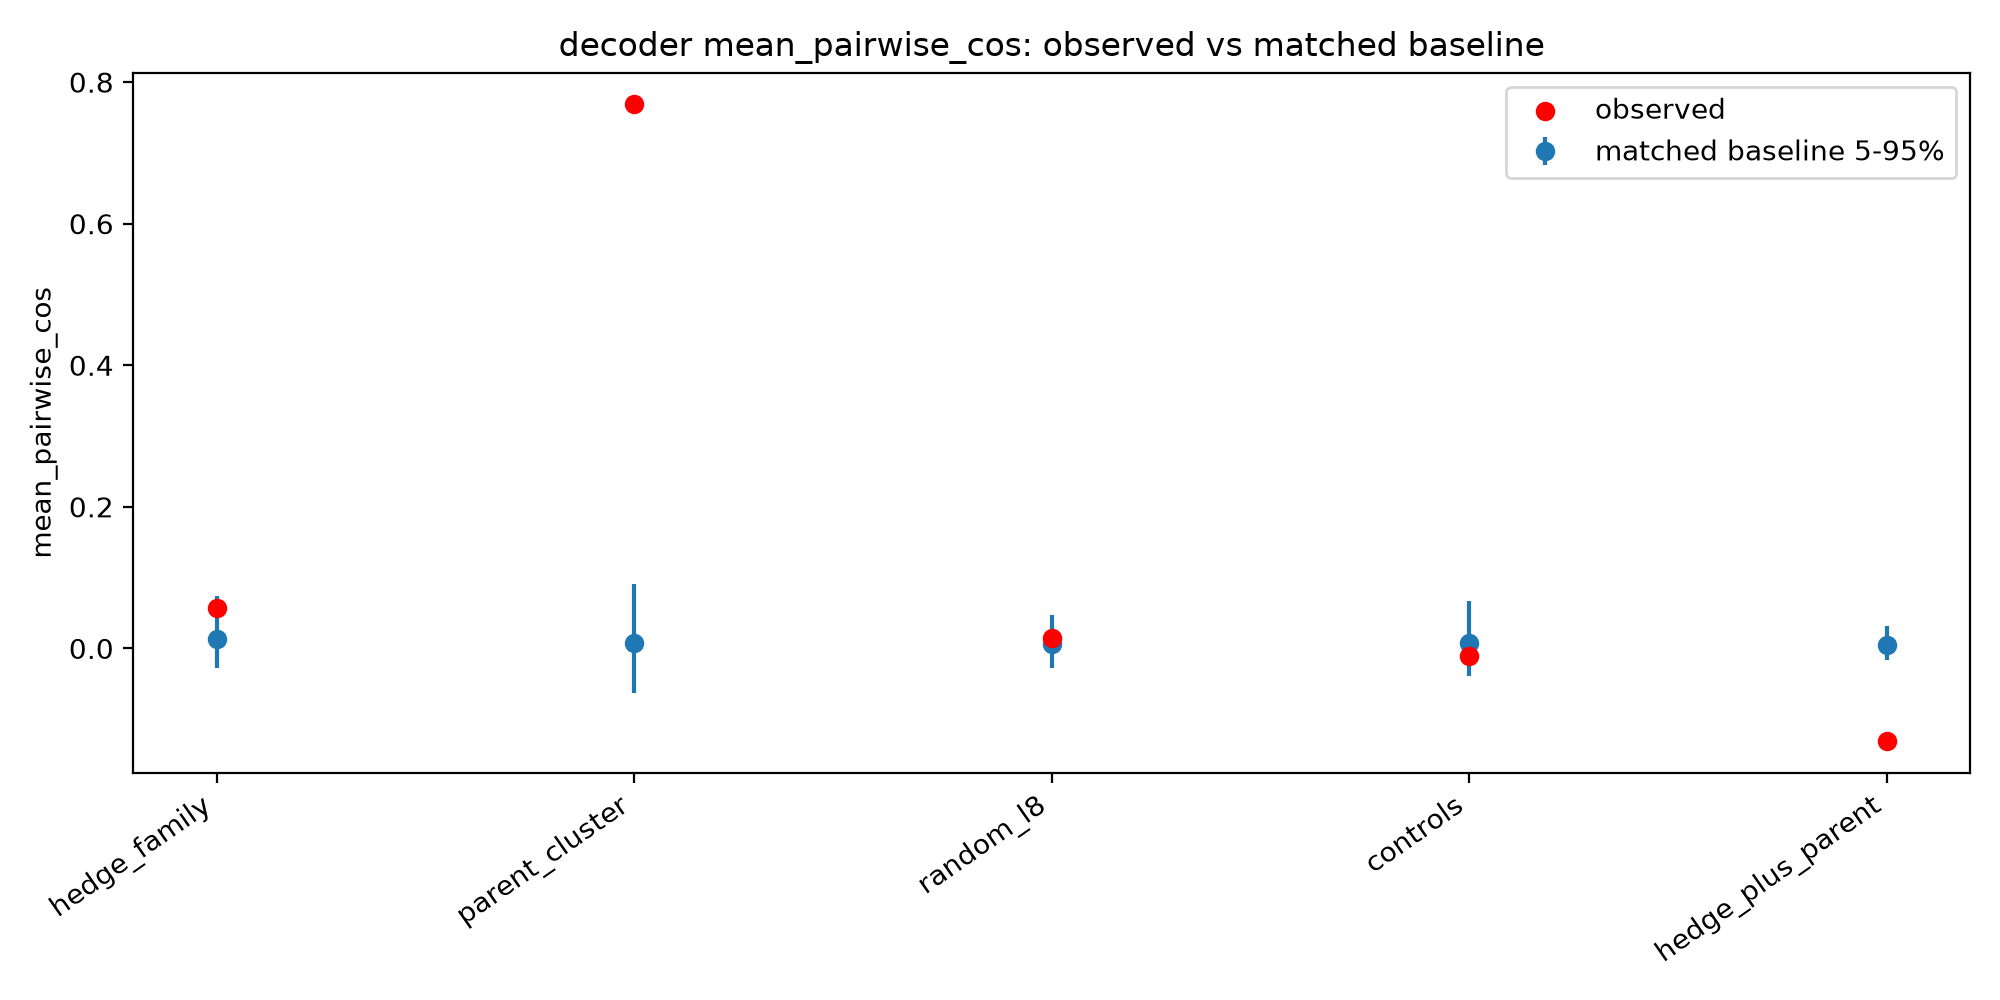 decoder mean_pairwise_cos: observed vs matched baseline
observed
matched baseline 5-95%
mean_pairwise_cos
0.8
0.6
0.4
0.2
0.0
hedge_family
parent_cluster
random_l8
controls
hedge_plus_parent